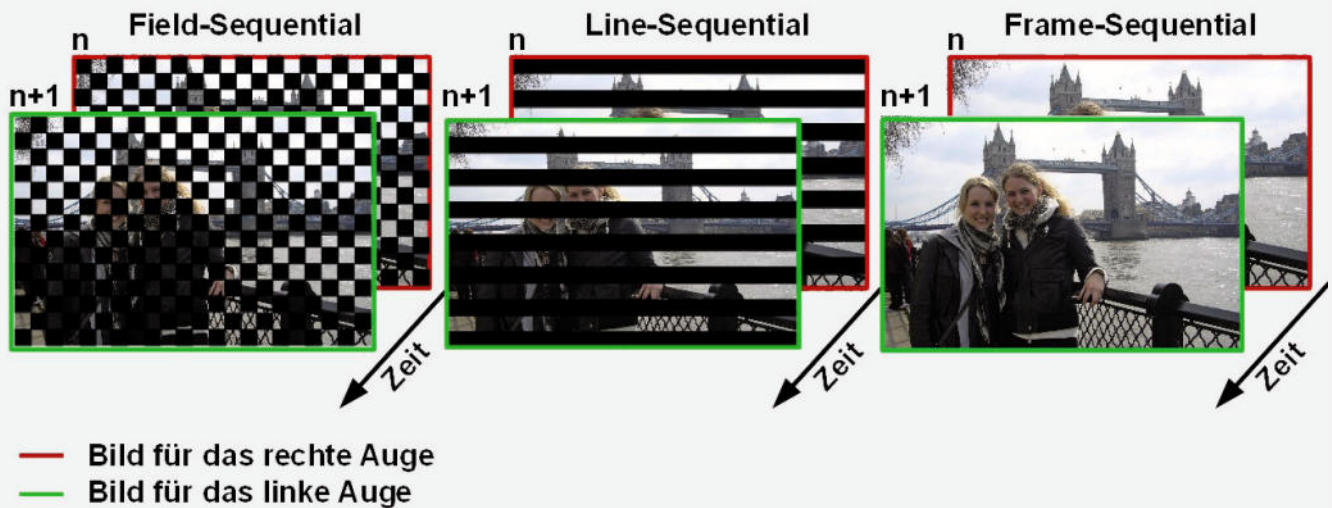 Field-Sequential
Line-Sequential
Frame-Sequential
n
n+1
Zeit
n
n+1
Zeit
n
n+1
Zeit
Bild für das rechte Auge
Bild für das linke Auge